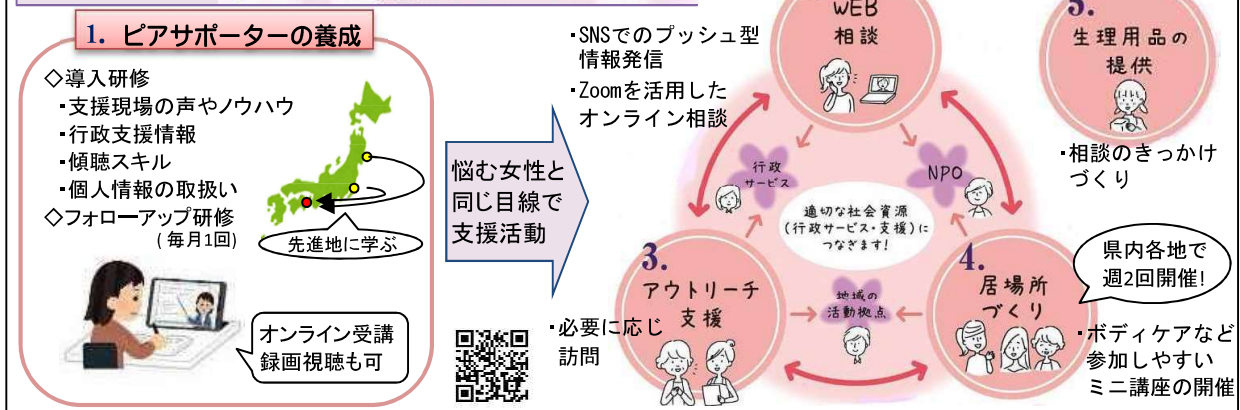 1. ピアサポーターの養成
◇導入研修
・支援現場の声やノウハウ
・行政支援情報
・傾聴スキル
・個人情報の取扱い
◇フォローアップ研修
(毎月1回)
先進地に学ぶ
オンライン受講
録画視聴も可
悩む女性と
同じ目線で
支援活動
・SNSでのプッシュ型
情報発信
・Zoomを活用した
オンライン相談
WEB
相談
行政
サービス
NPO
適切な社会資源
(行政サービス・支援)に
つなぎます!
地域の
活動拠点
3.
アウトリーチ
支援
・必要に応じ
訪問
4.
居場所
づくり
県内各地で
週2回開催!
・ボディケアなど
参加しやすい
ミニ講座の開催
5.
生理用品の
提供
・相談のきっかけ
づくり